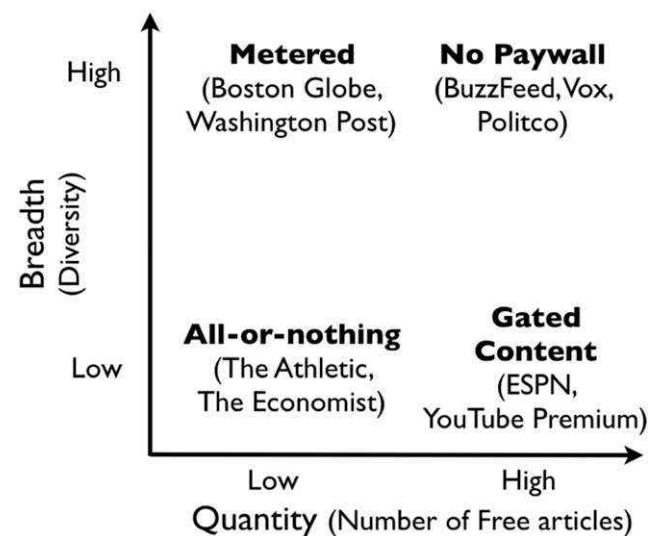 High
Metered
(Boston Globe,
Washington Post)
No Paywall
(BuzzFeed, Vox,
Politco)
Breadth
(Diversity)
Low
All-or-nothing
(The Athletic,
The Economist)
Gated
Content
(ESPN,
YouTube Premium)
Low
High
Quantity (Number of Free articles)